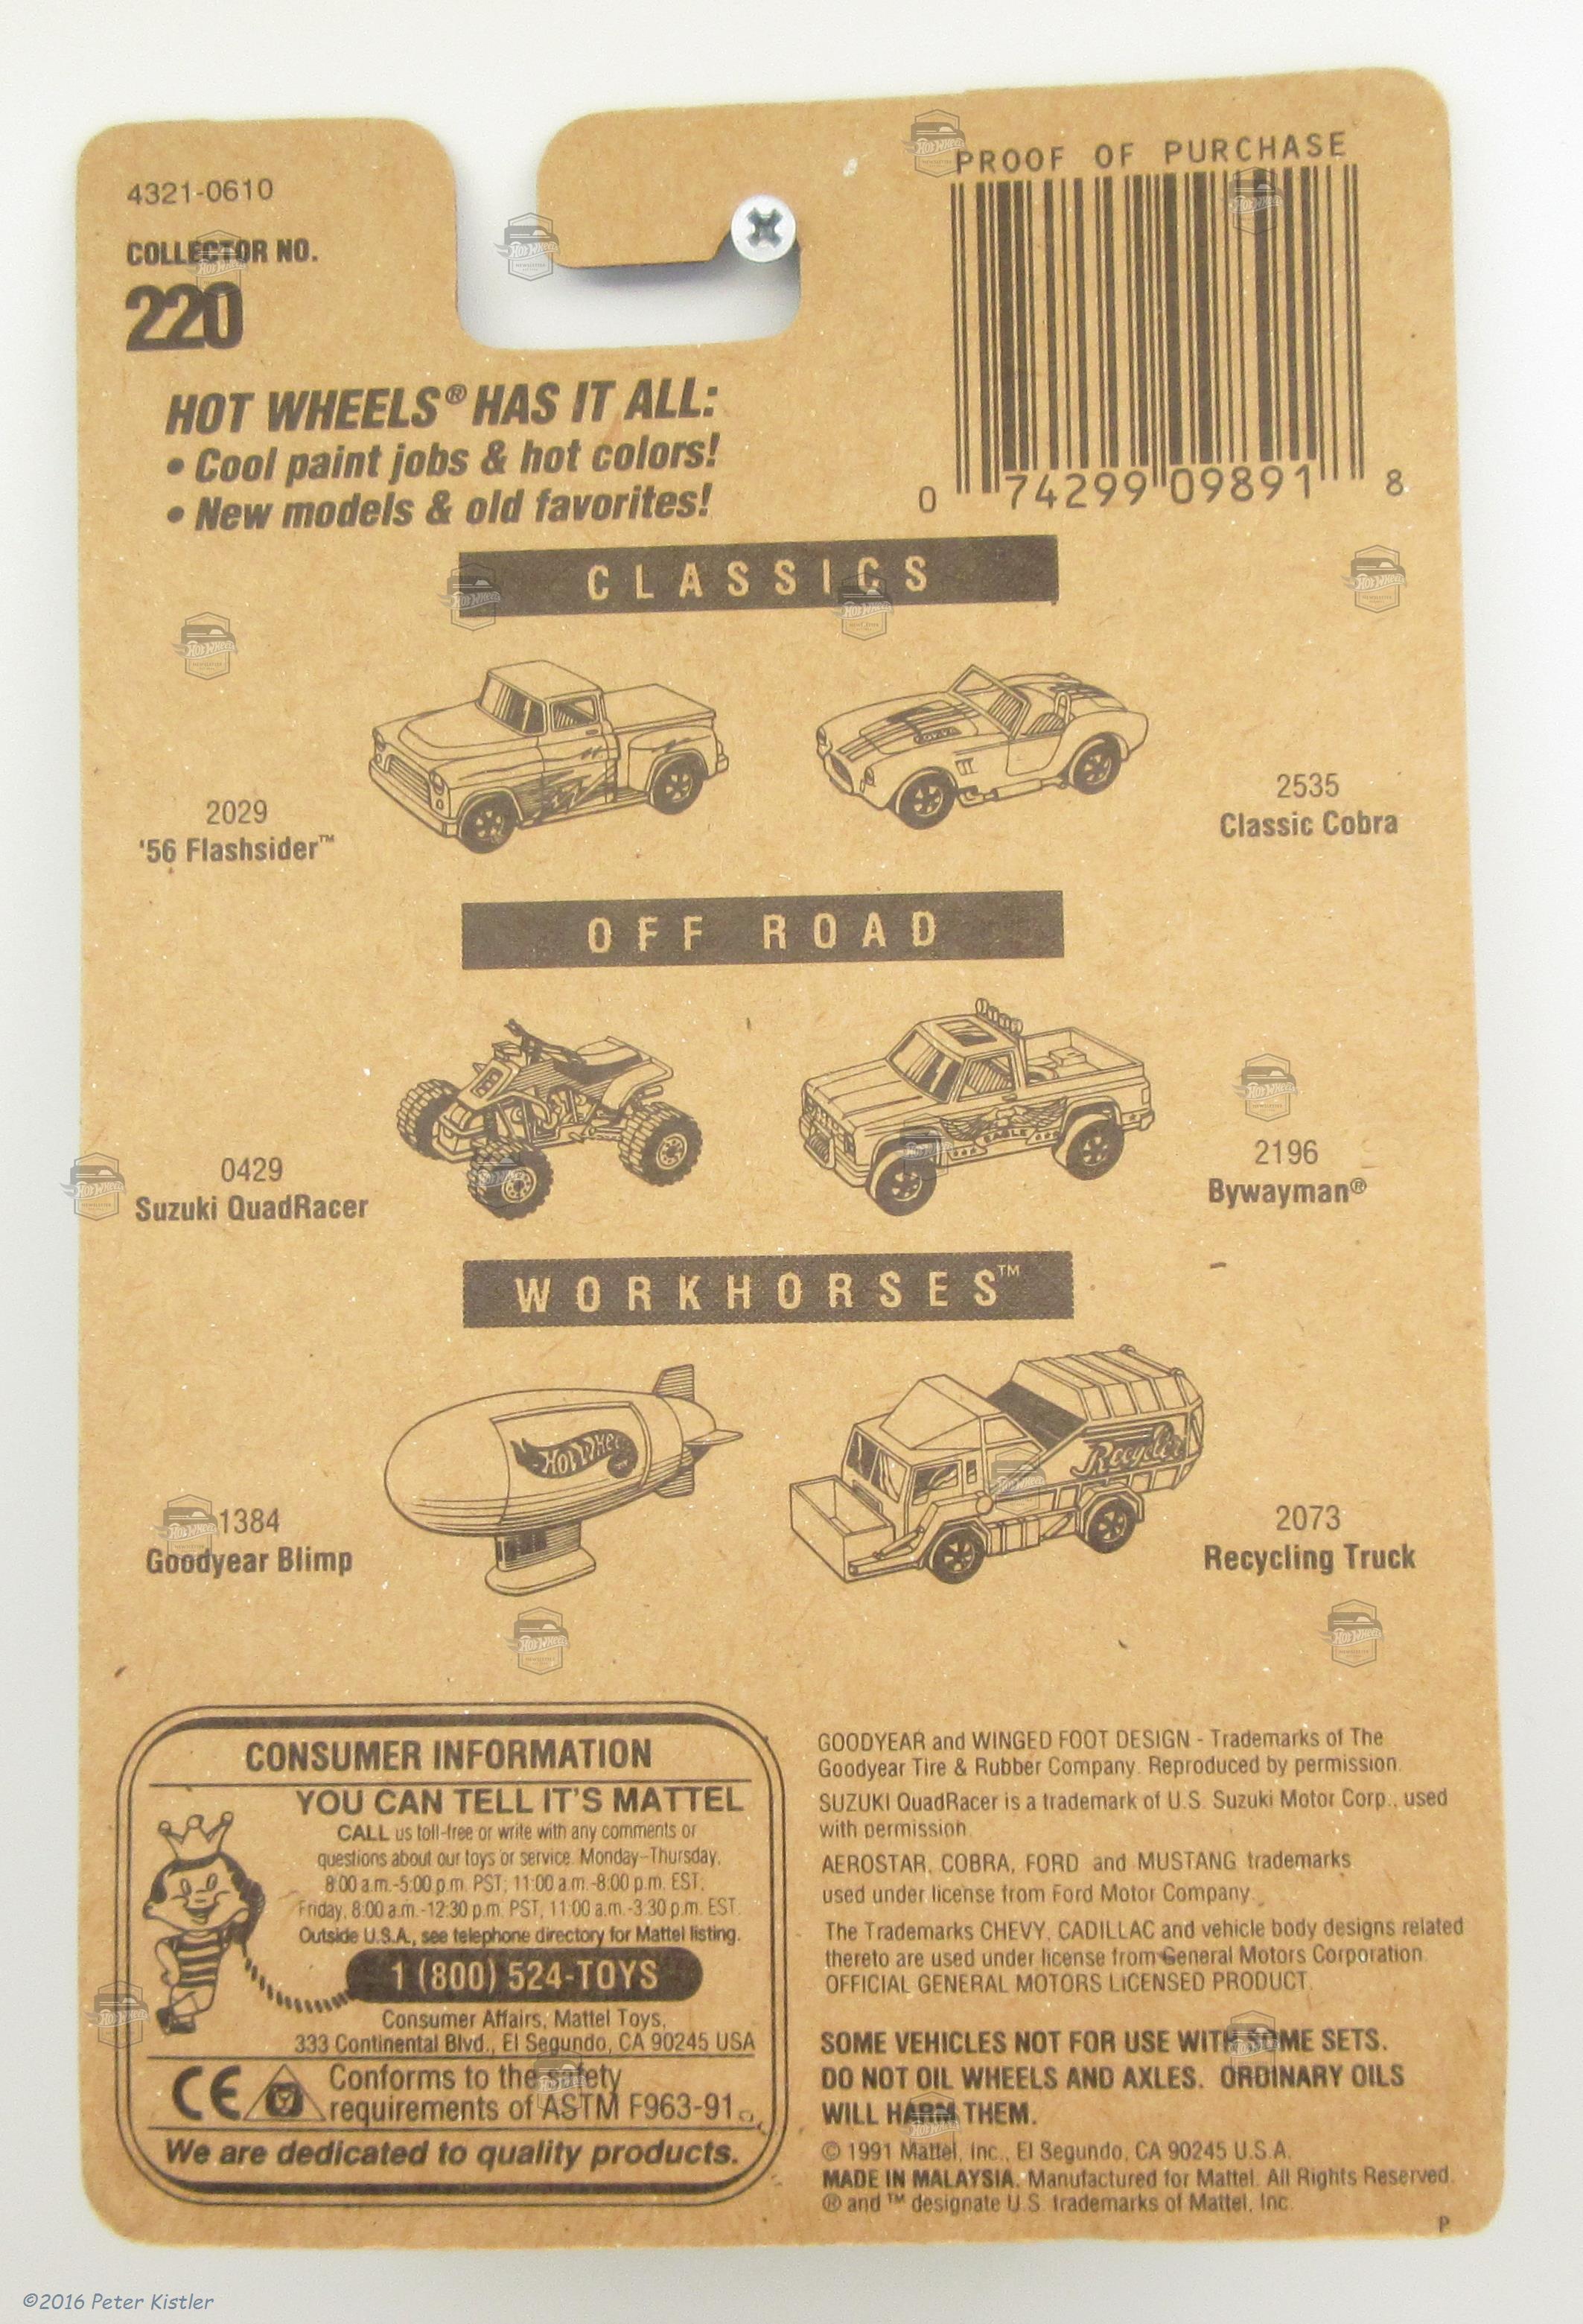 4321-0610
COLLECTOR NO.
220
PROOF OF PURCHASE
0 74299 09891 8
HOT WHEELS® HAS IT ALL:
• Cool paint jobs & hot colors!
• New models & old favorites!
CLASSICS
2029
'56 Flashsider™
2535
Classic Cobra
OFF ROAD
EAGLE
0429
Suzuki QuadRacer
2196
Bywayman®
WORKHORSES™
Hot Wheels
Recycler
1384
Goodyear Blimp
2073
Recycling Truck
CONSUMER INFORMATION
YOU CAN TELL IT'S MATTEL
CALL us toll-free or write with any comments or
questions about our toys or service. Monday–Thursday,
8:00 a.m.-5:00 p.m. PST; 11:00 a.m.-8:00 p.m. EST;
Friday, 8:00 a.m.-12:30 p.m. PST, 11:00 a.m.-3:30 p.m. EST.
Outside U.S.A., see telephone directory for Mattel listing.
1 (800) 524-TOYS
Consumer Affairs, Mattel Toys,
333 Continental Blvd., El Segundo, CA 90245 USA
CE Conforms to the safety
requirements of ASTM F963-91.
We are dedicated to quality products.
GOODYEAR and WINGED FOOT DESIGN - Trademarks of The
Goodyear Tire & Rubber Company. Reproduced by permission.
SUZUKI QuadRacer is a trademark of U.S. Suzuki Motor Corp., used
with permission.
AEROSTAR, COBRA, FORD and MUSTANG trademarks
used under license from Ford Motor Company.
The Trademarks CHEVY, CADILLAC and vehicle body designs related
thereto are used under license from General Motors Corporation.
OFFICIAL GENERAL MOTORS LICENSED PRODUCT.
SOME VEHICLES NOT FOR USE WITH SOME SETS.
DO NOT OIL WHEELS AND AXLES. ORDINARY OILS
WILL HARM THEM.
© 1991 Mattel, Inc., El Segundo, CA 90245 U.S.A.
MADE IN MALAYSIA. Manufactured for Mattel. All Rights Reserved.
® and ™ designate U.S. trademarks of Mattel, Inc.
P
©2016 Peter Kistler